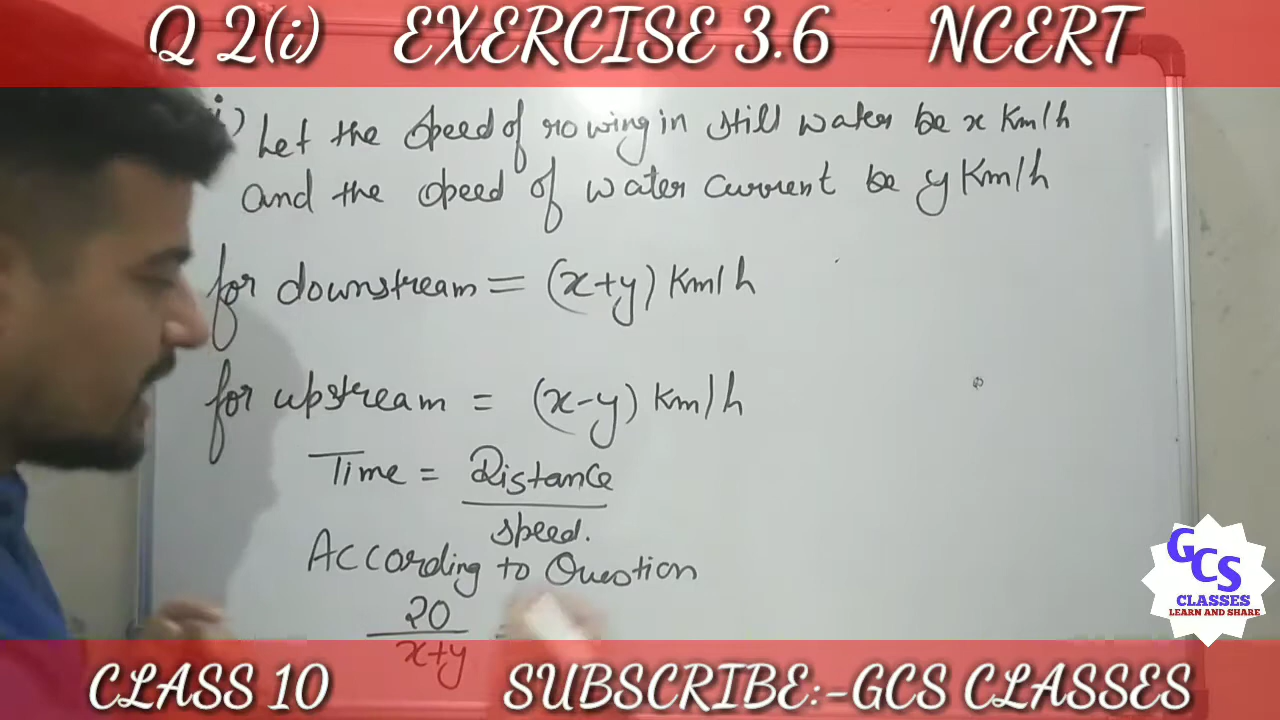 Q 2(i) EXERCISE 3.6 NCERT
i) Let the speed of rowing in still water be x Km/h
and the speed of water current be y Km/h
for downstream = (x+y) Km/h
for upstream = (x-y) Km/h
Time = Distance
speed.
According to Question
20
x+y
GCS
CLASSES
LEARN AND SHARE
CLASS 10 SUBSCRIBE:-GCS CLASSES